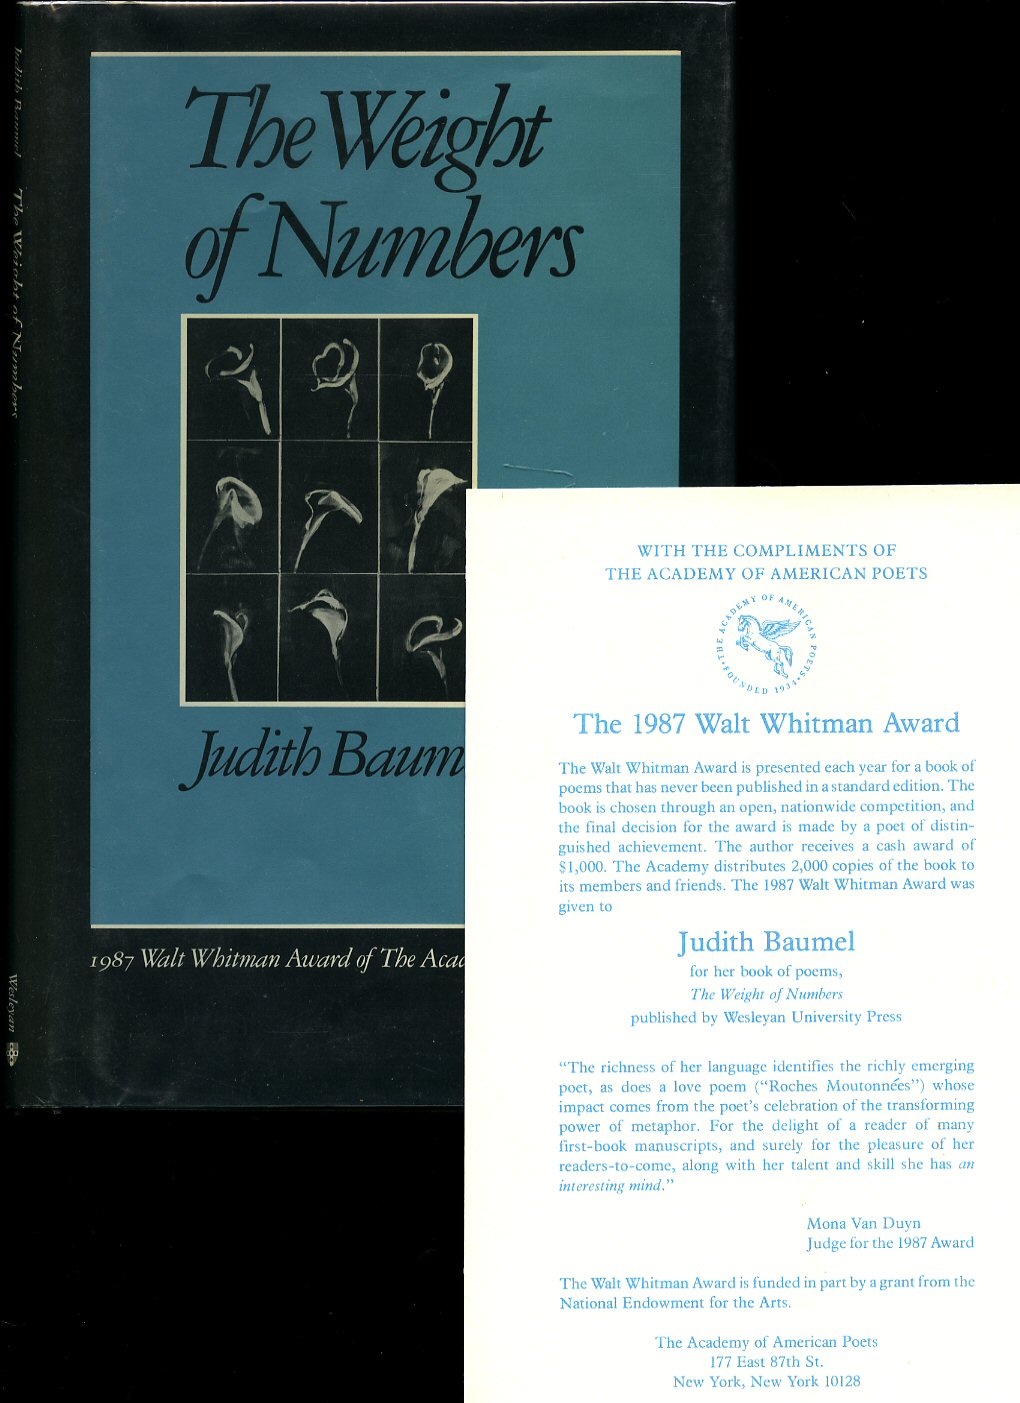 Judith Baumel The Weight of Numbers Wesleyan
The Weight
of Numbers
Judith Baum
1987 Walt Whitman Award of The Acad
WITH THE COMPLIMENTS OF
THE ACADEMY OF AMERICAN POETS
THE ACADEMY OF AMERICAN POETS • FOUNDED 1934 •
The 1987 Walt Whitman Award
The Walt Whitman Award is presented each year for a book of
poems that has never been published in a standard edition. The
book is chosen through an open, nationwide competition, and
the final decision for the award is made by a poet of distin-
guished achievement. The author receives a cash award of
$1,000. The Academy distributes 2,000 copies of the book to
its members and friends. The 1987 Walt Whitman Award was
given to
Judith Baumel
for her book of poems,
The Weight of Numbers
published by Wesleyan University Press
“The richness of her language identifies the richly emerging
poet, as does a love poem (“Roches Moutonnées”) whose
impact comes from the poet’s celebration of the transforming
power of metaphor. For the delight of a reader of many
first-book manuscripts, and surely for the pleasure of her
readers-to-come, along with her talent and skill she has an
interesting mind.”
Mona Van Duyn
Judge for the 1987 Award
The Walt Whitman Award is funded in part by a grant from the
National Endowment for the Arts.
The Academy of American Poets
177 East 87th St.
New York, New York 10128